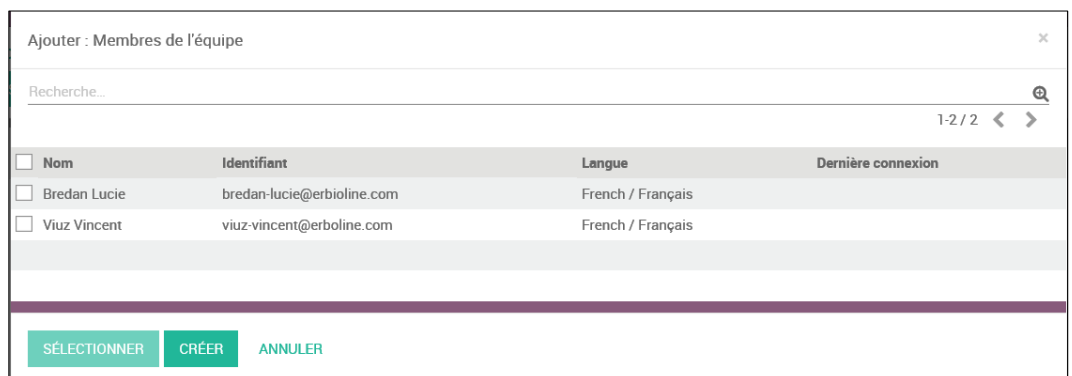 Ajouter : Membres de l'équipe ×
Recherche...
1-2 / 2
Nom Identifiant Langue Dernière connexion
Bredan Lucie bredan-lucie@erbioline.com French / Français
Viuz Vincent viuz-vincent@erboline.com French / Français
SÉLECTIONNER CRÉER ANNULER